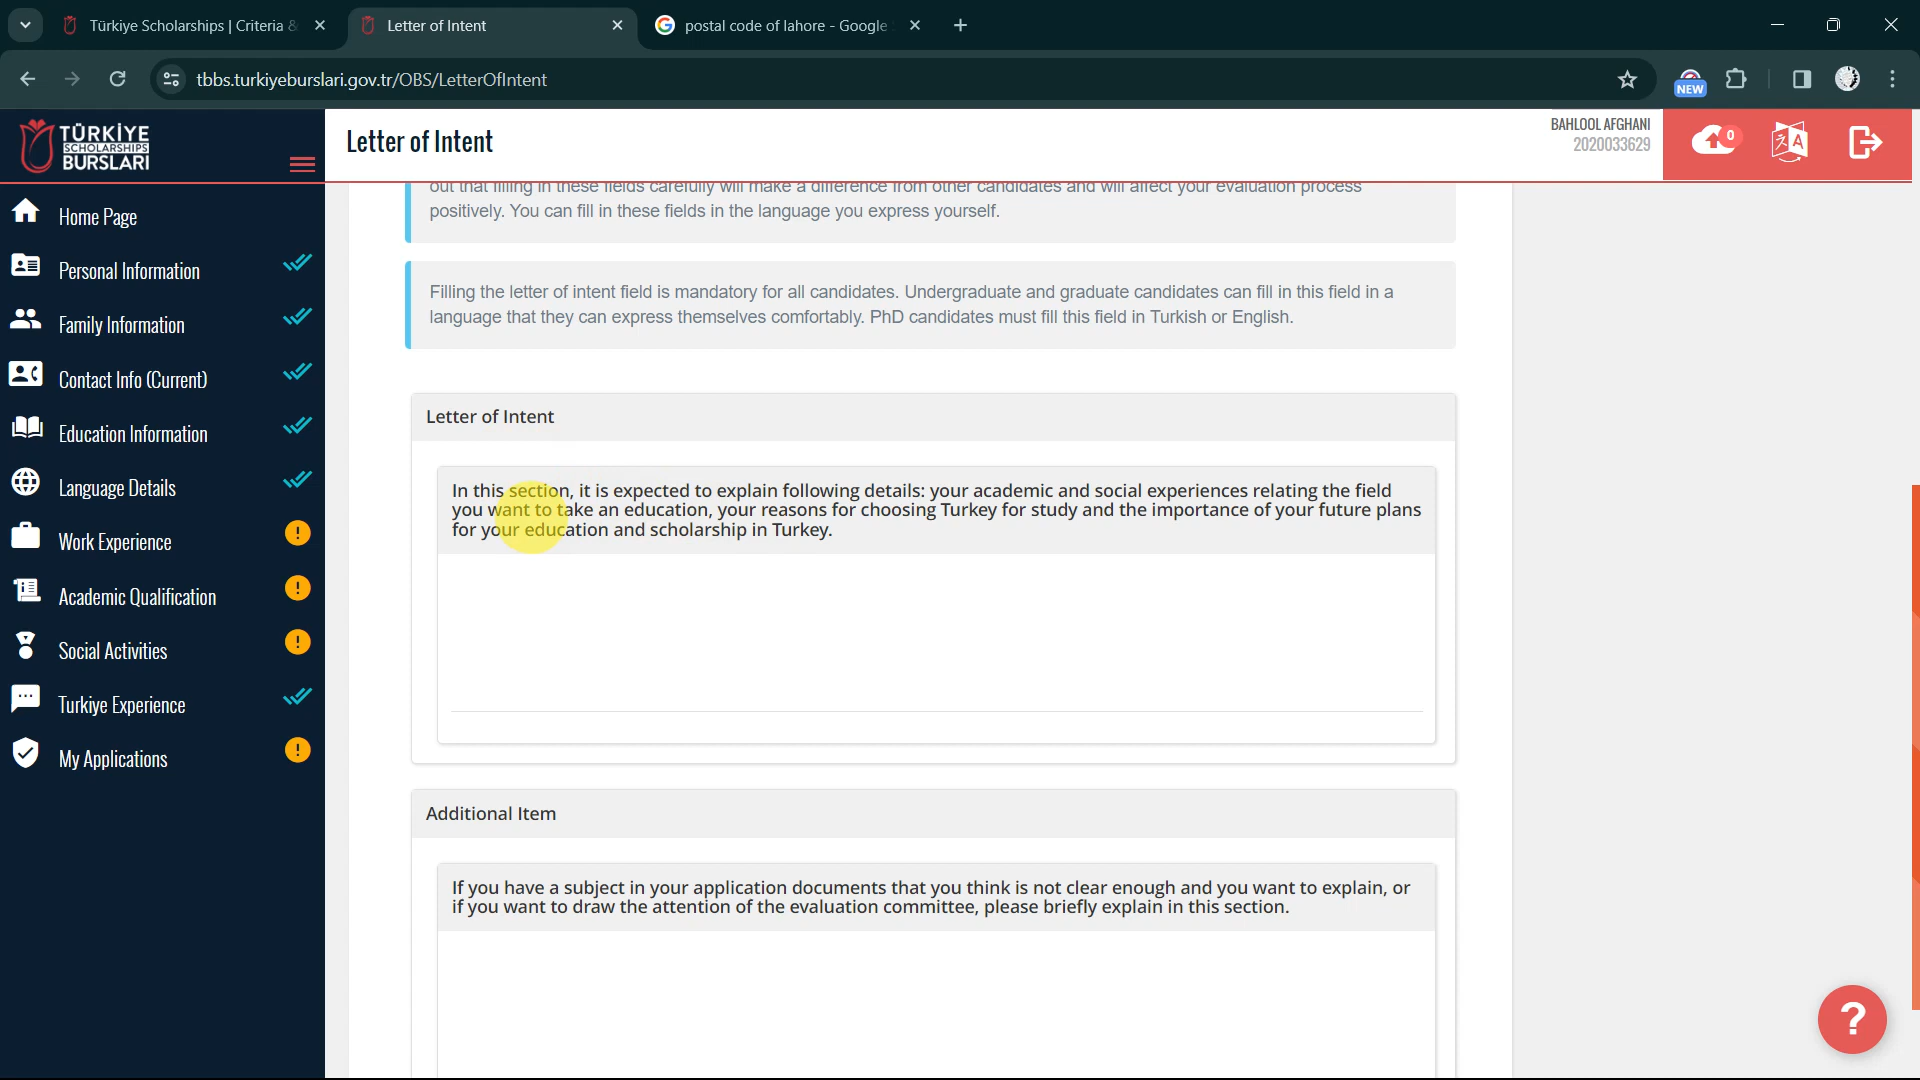 Türkiye Scholarships | Criteria &
Letter of Intent
postal code of lahore - Google
tbbs.turkiyeburslari.gov.tr/OBS/LetterOfIntent
NEW
TÜRKİYE
SCHOLARSHIPS
BURSLARI
Letter of Intent
BAHLOOL AFGHANI
2020033629
0
A
Home Page
Personal Information
Family Information
Contact Info (Current)
Education Information
Language Details
Work Experience
!
Academic Qualification
!
Social Activities
!
Turkiye Experience
My Applications
!
out that filling in these fields carefully will make a difference from other candidates and will affect your evaluation process
positively. You can fill in these fields in the language you express yourself.
Filling the letter of intent field is mandatory for all candidates. Undergraduate and graduate candidates can fill in this field in a
language that they can express themselves comfortably. PhD candidates must fill this field in Turkish or English.
Letter of Intent
In this section, it is expected to explain following details: your academic and social experiences relating the field
you want to take an education, your reasons for choosing Turkey for study and the importance of your future plans
for your education and scholarship in Turkey.
Additional Item
If you have a subject in your application documents that you think is not clear enough and you want to explain, or
if you want to draw the attention of the evaluation committee, please briefly explain in this section.
?